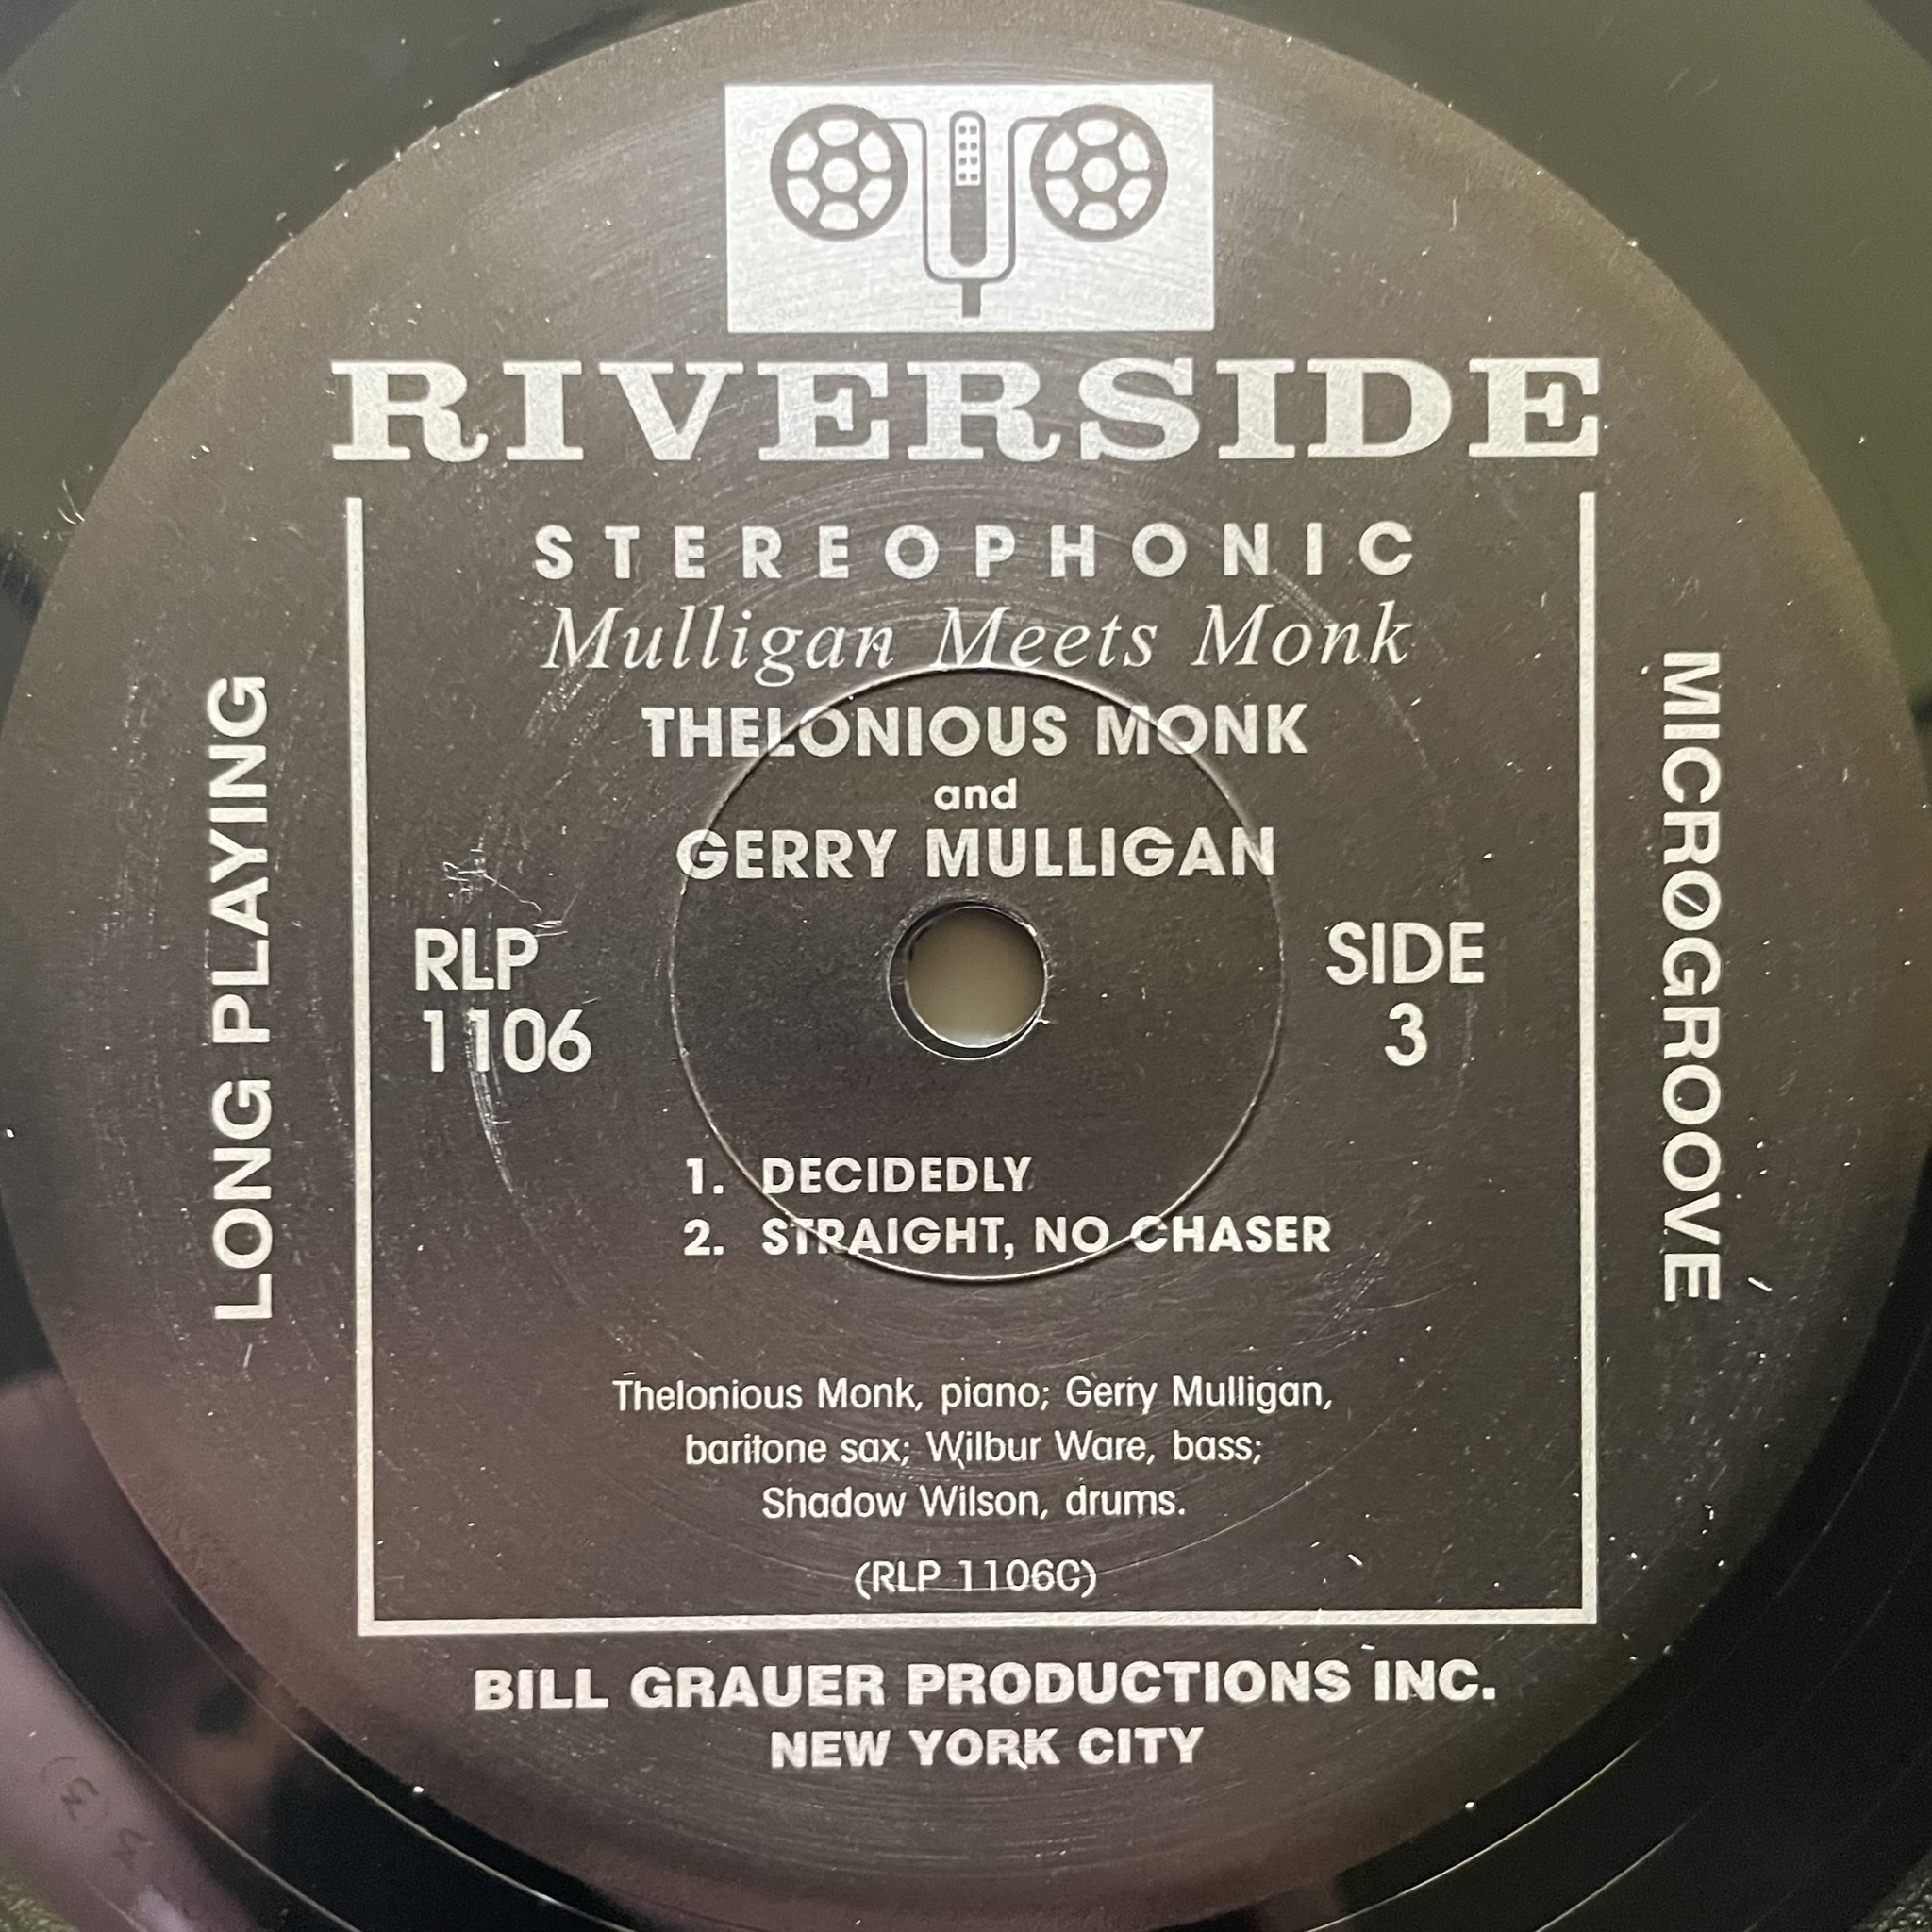 RIVERSIDE
STEREOPHONIC
Mulligan Meets Monk
THELONIOUS MONK
and
GERRY MULLIGAN
RLP
1106
SIDE
3
LONG PLAYING
MICRØGROOVE
1. DECIDEDLY
2. STRAIGHT, NO CHASER
Thelonious Monk, piano; Gerry Mulligan,
baritone sax; Wilbur Ware, bass;
Shadow Wilson, drums.
(RLP 1106C)
BILL GRAUER PRODUCTIONS INC.
NEW YORK CITY